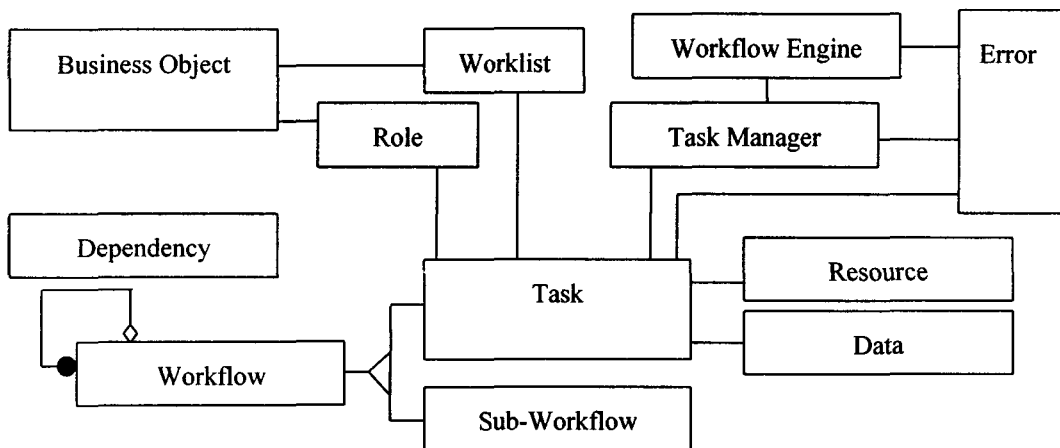 Business Object
Worklist
Workflow Engine
Error
Role
Task Manager
Dependency
Task
Resource
Data
Workflow
Sub-Workflow